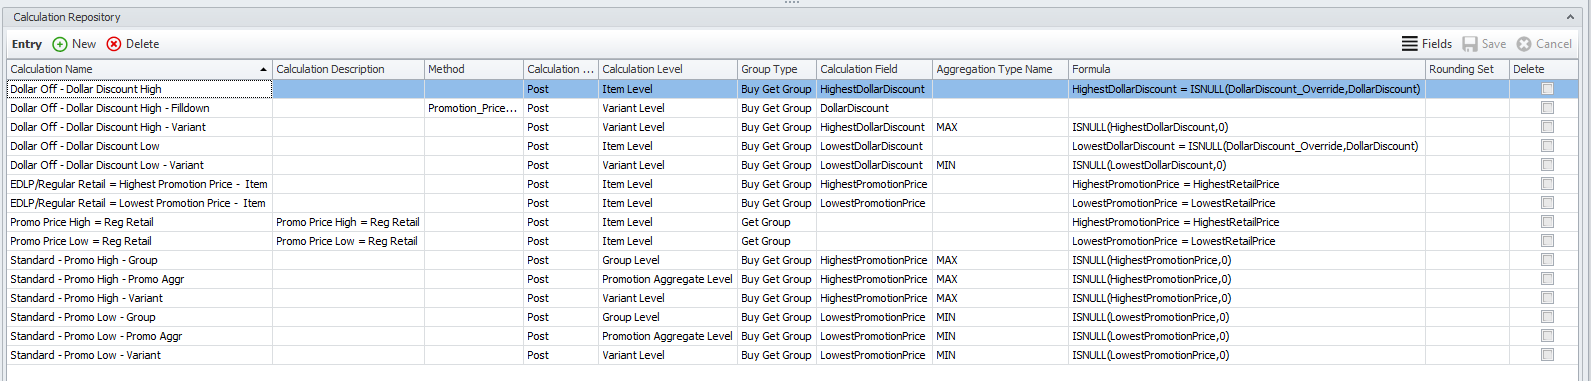 Calculation Repository
Entry New Delete Fields Save Cancel
Calculation Name Calculation Description Method Calculation ... Calculation Level Group Type Calculation Field Aggregation Type Name Formula Rounding Set Delete
Dollar Off - Dollar Discount High Post Item Level Buy Get Group HighestDollarDiscount HighestDollarDiscount = ISNULL(DollarDiscount_Override,DollarDiscount)
Dollar Off - Dollar Discount High - Filldown Promotion_Price... Post Variant Level Buy Get Group DollarDiscount
Dollar Off - Dollar Discount High - Variant Post Variant Level Buy Get Group HighestDollarDiscount MAX ISNULL(HighestDollarDiscount,0)
Dollar Off - Dollar Discount Low Post Item Level Buy Get Group LowestDollarDiscount LowestDollarDiscount = ISNULL(DollarDiscount_Override,DollarDiscount)
Dollar Off - Dollar Discount Low - Variant Post Variant Level Buy Get Group LowestDollarDiscount MIN ISNULL(LowestDollarDiscount,0)
EDLP/Regular Retail = Highest Promotion Price - Item Post Item Level Buy Get Group HighestPromotionPrice HighestPromotionPrice = HighestRetailPrice
EDLP/Regular Retail = Lowest Promotion Price - Item Post Item Level Buy Get Group LowestPromotionPrice LowestPromotionPrice = LowestRetailPrice
Promo Price High = Reg Retail Promo Price High = Reg Retail Post Item Level Get Group HighestPromotionPrice = HighestRetailPrice
Promo Price Low = Reg Retail Promo Price Low = Reg Retail Post Item Level Get Group LowestPromotionPrice = LowestRetailPrice
Standard - Promo High - Group Post Group Level Buy Get Group HighestPromotionPrice MAX ISNULL(HighestPromotionPrice,0)
Standard - Promo High - Promo Aggr Post Promotion Aggregate Level Buy Get Group HighestPromotionPrice MAX ISNULL(HighestPromotionPrice,0)
Standard - Promo High - Variant Post Variant Level Buy Get Group HighestPromotionPrice MAX ISNULL(HighestPromotionPrice,0)
Standard - Promo Low - Group Post Group Level Buy Get Group LowestPromotionPrice MIN ISNULL(LowestPromotionPrice,0)
Standard - Promo Low - Promo Aggr Post Promotion Aggregate Level Buy Get Group LowestPromotionPrice MIN ISNULL(LowestPromotionPrice,0)
Standard - Promo Low - Variant Post Variant Level Buy Get Group LowestPromotionPrice MIN ISNULL(LowestPromotionPrice,0)